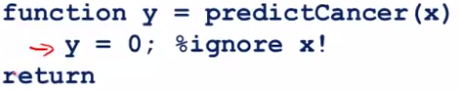 function y = predictCancer(x)
y = 0; %ignore x!
return